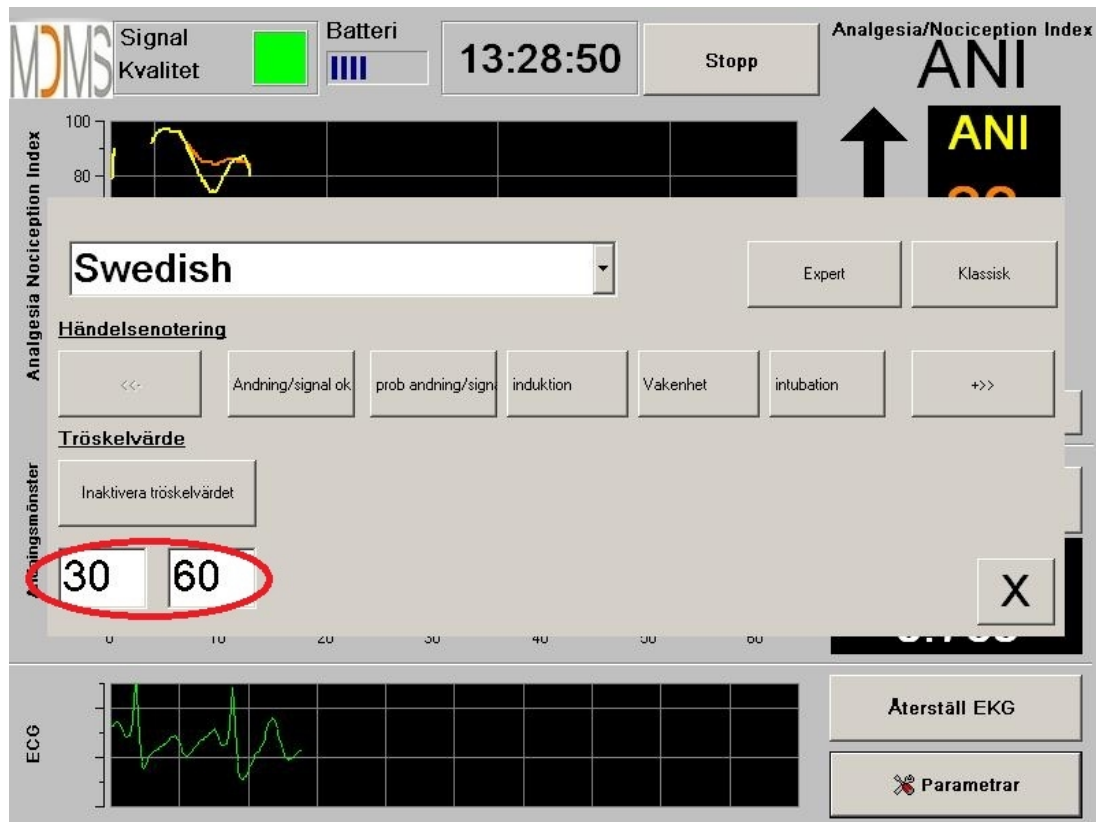 MDMS
Signal
Kvalitet
Batteri
13:28:50
Stopp
Analgesia/Nociception Index
ANI
ANI
100
80
Analgesia Nociception Index
Swedish
Expert
Klassisk
Händelsenotering
<<-
Andning/signal ok
prob andning/signa
induktion
Vakenhet
intubation
+>>
Tröskelvärde
Inaktivera tröskelvärdet
Andningsmönster
30
60
X
0
10
20
30
40
50
60
ECG
Återställ EKG
Parametrar